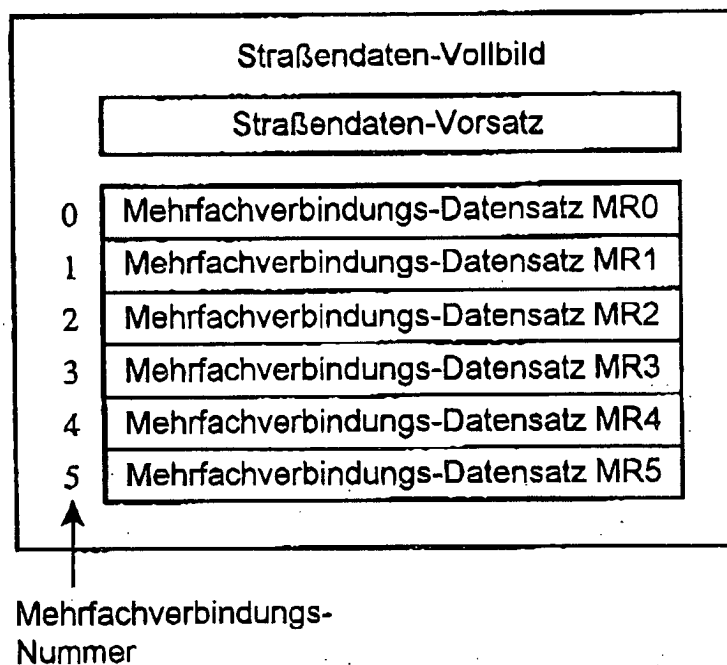 Straßendaten-Vollbild
Straßendaten-Vorsatz
0 Mehrfachverbindungs-Datensatz MR0
1 Mehrfachverbindungs-Datensatz MR1
2 Mehrfachverbindungs-Datensatz MR2
3 Mehrfachverbindungs-Datensatz MR3
4 Mehrfachverbindungs-Datensatz MR4
5 Mehrfachverbindungs-Datensatz MR5
Mehrfachverbindungs-
Nummer